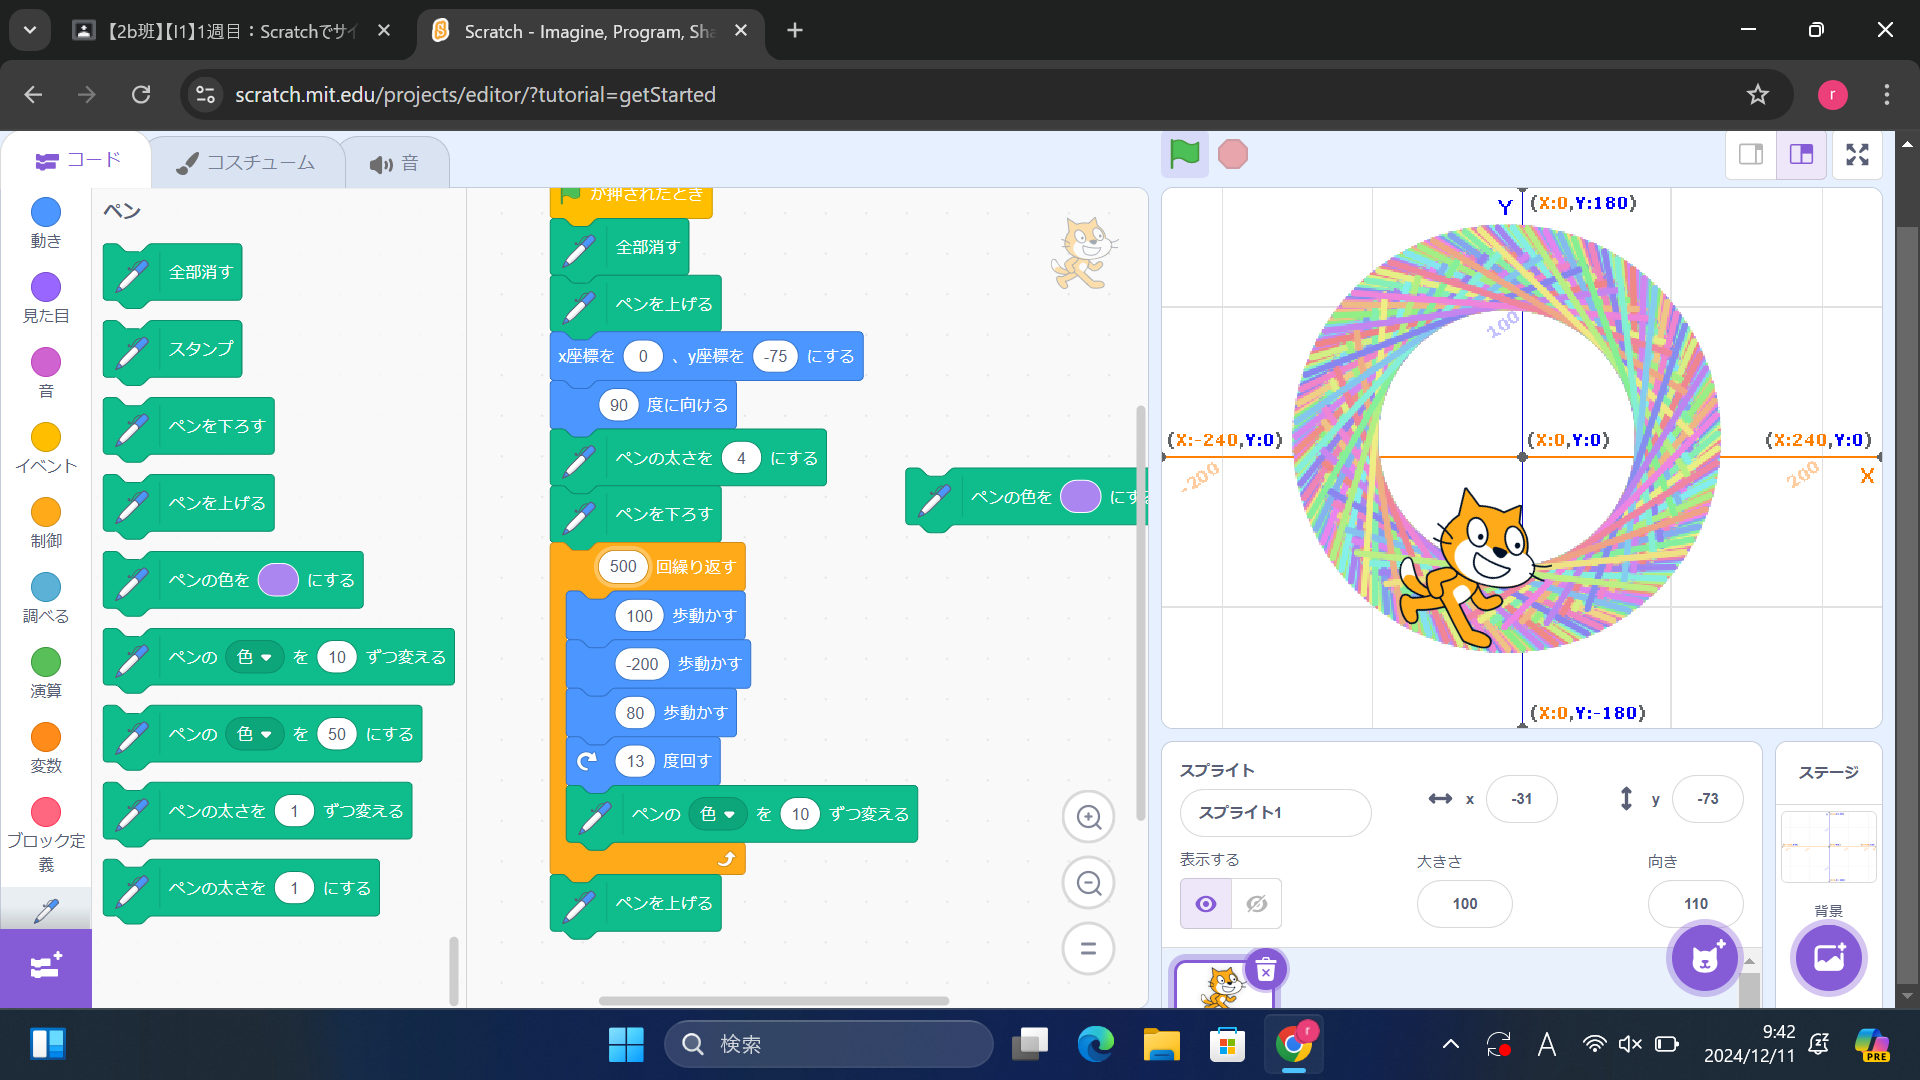 【2b班】【I1】1週目：Scratchでサイ
Scratch - Imagine, Program, Sha
scratch.mit.edu/projects/editor/?tutorial=getStarted
r
コード
コスチューム
音
動き
見た目
音
イベント
制御
調べる
演算
変数
ブロック定
義
ペン
全部消す
スタンプ
ペンを下ろす
ペンを上げる
ペンの色を にする
ペンの 色 を 10 ずつ変える
ペンの 色 を 50 にする
ペンの太さを 1 ずつ変える
ペンの太さを 1 にする
が押されたとき
全部消す
ペンを上げる
x座標を 0 、y座標を -75 にする
90 度に向ける
ペンの太さを 4 にする
ペンを下ろす
500 回繰り返す
100 歩動かす
-200 歩動かす
80 歩動かす
13 度回す
ペンの 色 を 10 ずつ変える
ペンを上げる
ペンの色を にする
Y (X:0,Y:180)
100
(X:-240,Y:0) (X:0,Y:0) (X:240,Y:0)
-200 200 X
(X:0,Y:-180)
スプライト
スプライト1
x -31 y -73
表示する
大きさ
100
向き
110
ステージ
背景
検索
r
A
9:42
2024/12/11
PRE